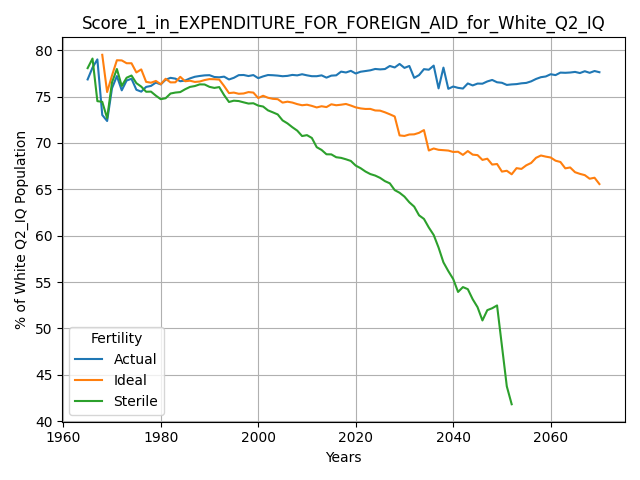 Score_1_in_EXPENDITURE_FOR_FOREIGN_AID_for_White_Q2_IQ
% of White Q2_IQ Population
80
75
70
65
60
55
50
45
40
Fertility
Actual
Ideal
Sterile
1960 1980 2000 2020 2040 2060
Years